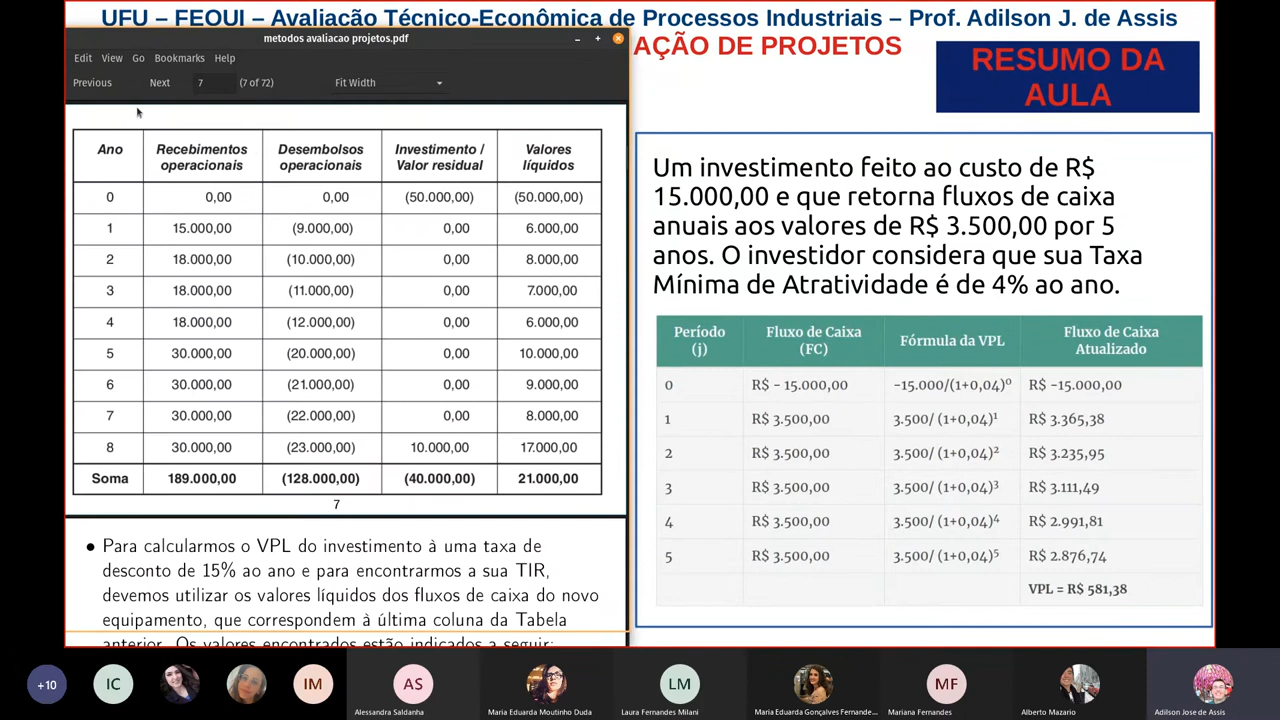 UFU – FEQUI – Avaliação Técnico-Econômica de Processos Industriais – Prof. Adilson J. de Assis
metodos avaliacao projetos.pdf
AÇÃO DE PROJETOS
RESUMO DA
AULA
Edit View Go Bookmarks Help
Previous Next 7 (7 of 72) Fit Width
Ano Recebimentos operacionais Desembolsos operacionais Investimento / Valor residual Valores líquidos
0 0,00 0,00 (50.000,00) (50.000,00)
1 15.000,00 (9.000,00) 0,00 6.000,00
2 18.000,00 (10.000,00) 0,00 8.000,00
3 18.000,00 (11.000,00) 0,00 7.000,00
4 18.000,00 (12.000,00) 0,00 6.000,00
5 30.000,00 (20.000,00) 0,00 10.000,00
6 30.000,00 (21.000,00) 0,00 9.000,00
7 30.000,00 (22.000,00) 0,00 8.000,00
8 30.000,00 (23.000,00) 10.000,00 17.000,00
Soma 189.000,00 (128.000,00) (40.000,00) 21.000,00
7
• Para calcularmos o VPL do investimento à uma taxa de
desconto de 15% ao ano e para encontrarmos a sua TIR,
devemos utilizar os valores líquidos dos fluxos de caixa do novo
equipamento, que correspondem à última coluna da Tabela
anterior. Os valores encontrados estão indicados a seguir:
Um investimento feito ao custo de R$
15.000,00 e que retorna fluxos de caixa
anuais aos valores de R$ 3.500,00 por 5
anos. O investidor considera que sua Taxa
Mínima de Atratividade é de 4% ao ano.
Período (j) Fluxo de Caixa (FC) Fórmula da VPL Fluxo de Caixa Atualizado
0 R$ - 15.000,00 -15.000/(1+0,04)⁰ R$ -15.000,00
1 R$ 3.500,00 3.500/ (1+0,04)¹ R$ 3.365,38
2 R$ 3.500,00 3.500/ (1+0,04)² R$ 3.235,95
3 R$ 3.500,00 3.500/ (1+0,04)³ R$ 3.111,49
4 R$ 3.500,00 3.500/ (1+0,04)⁴ R$ 2.991,81
5 R$ 3.500,00 3.500/ (1+0,04)⁵ R$ 2.876,74
VPL = R$ 581,38
+10 IC IM AS LM MF
Alessandra Saldanha Maria Eduarda Moutinho Duda Laura Fernandes Milani Maria Eduarda Gonçalves Fernande... Mariana Fernandes Alberto Mazario Adilson Jose de Assis